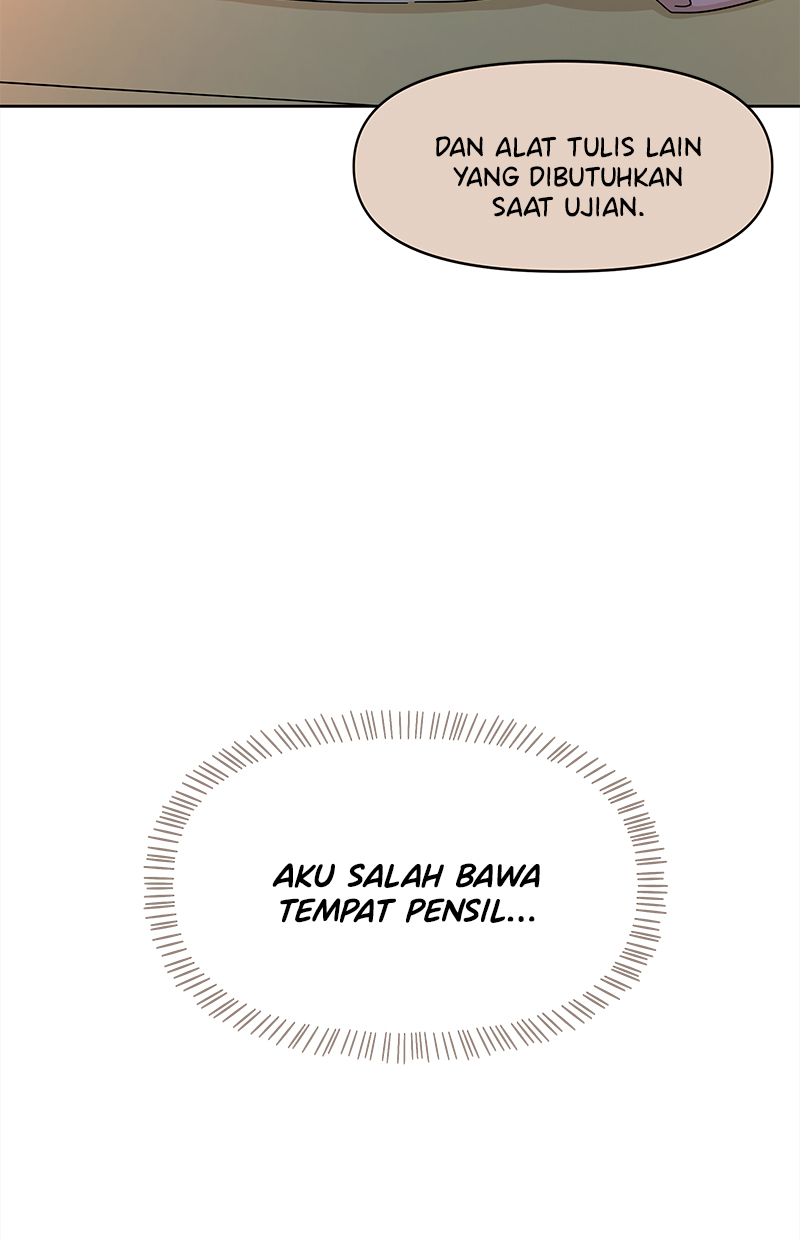 DAN ALAT TULIS LAIN
YANG DIBUTUHKAN
SAAT UJIAN.
AKU SALAH BAWA
TEMPAT PENSIL...